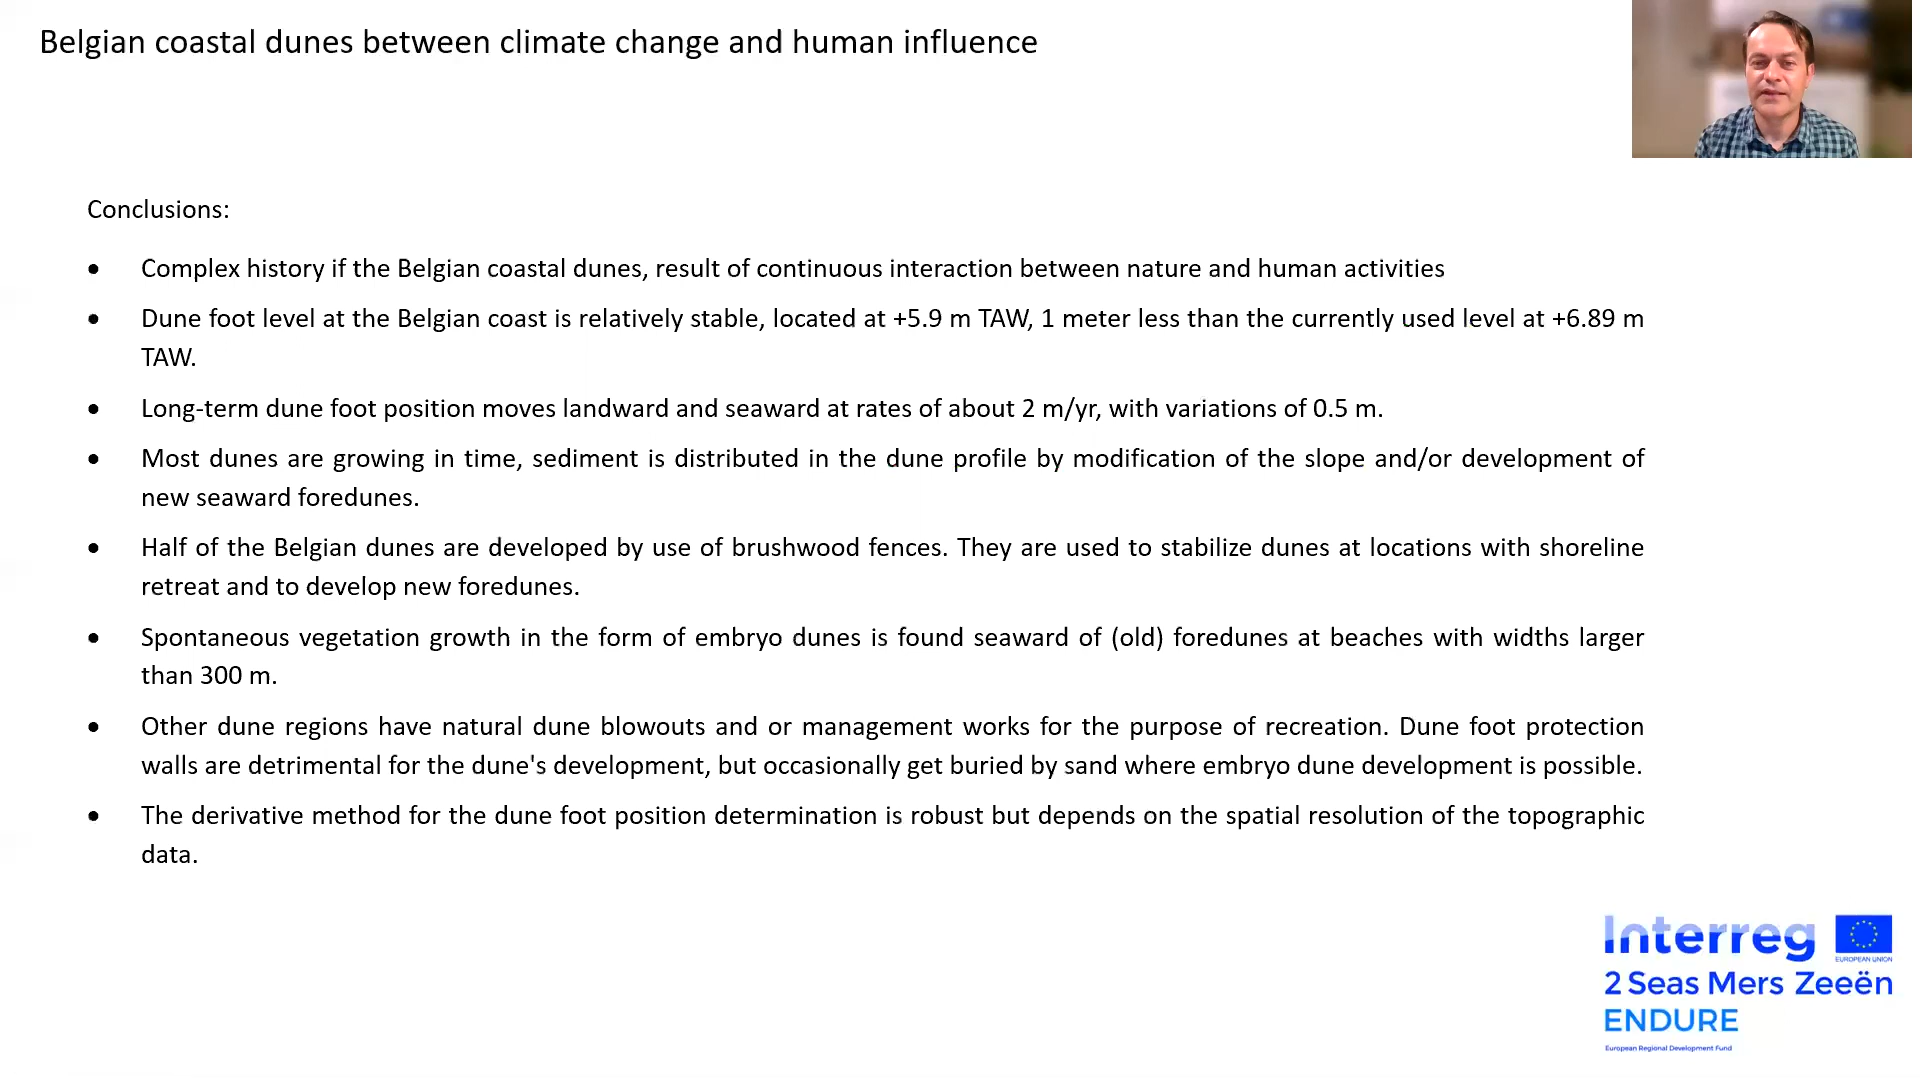 Belgian coastal dunes between climate change and human influence
Conclusions:
• Complex history if the Belgian coastal dunes, result of continuous interaction between nature and human activities
• Dune foot level at the Belgian coast is relatively stable, located at +5.9 m TAW, 1 meter less than the currently used level at +6.89 m
TAW.
• Long-term dune foot position moves landward and seaward at rates of about 2 m/yr, with variations of 0.5 m.
• Most dunes are growing in time, sediment is distributed in the dune profile by modification of the slope and/or development of
new seaward foredunes.
• Half of the Belgian dunes are developed by use of brushwood fences. They are used to stabilize dunes at locations with shoreline
retreat and to develop new foredunes.
• Spontaneous vegetation growth in the form of embryo dunes is found seaward of (old) foredunes at beaches with widths larger
than 300 m.
• Other dune regions have natural dune blowouts and or management works for the purpose of recreation. Dune foot protection
walls are detrimental for the dune's development, but occasionally get buried by sand where embryo dune development is possible.
• The derivative method for the dune foot position determination is robust but depends on the spatial resolution of the topographic
data.
Interreg
EUROPEAN UNION
2 Seas Mers Zeeën
ENDURE
European Regional Development Fund